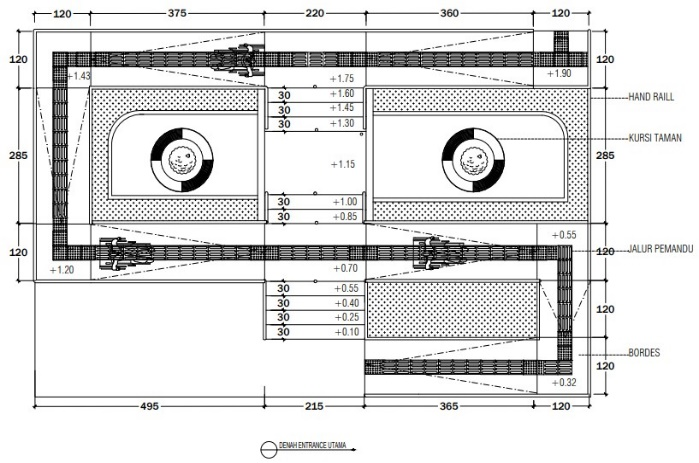 120 375 220 360 120
120 +1.43 +1.75 +1.90 120
30 +1.60
30 +1.45
30 +1.30
HAND RAILL
KURSI TAMAN
285 +1.15 285
30 +1.00
30 +0.85
+0.55
120 120 JALUR PEMANDU
+1.20 +0.70
30 +0.55
30 +0.40
30 +0.25
30 +0.10
120
BORDES
120
+0.32
495 215 365 120
DENAH ENTRANCE UTAMA